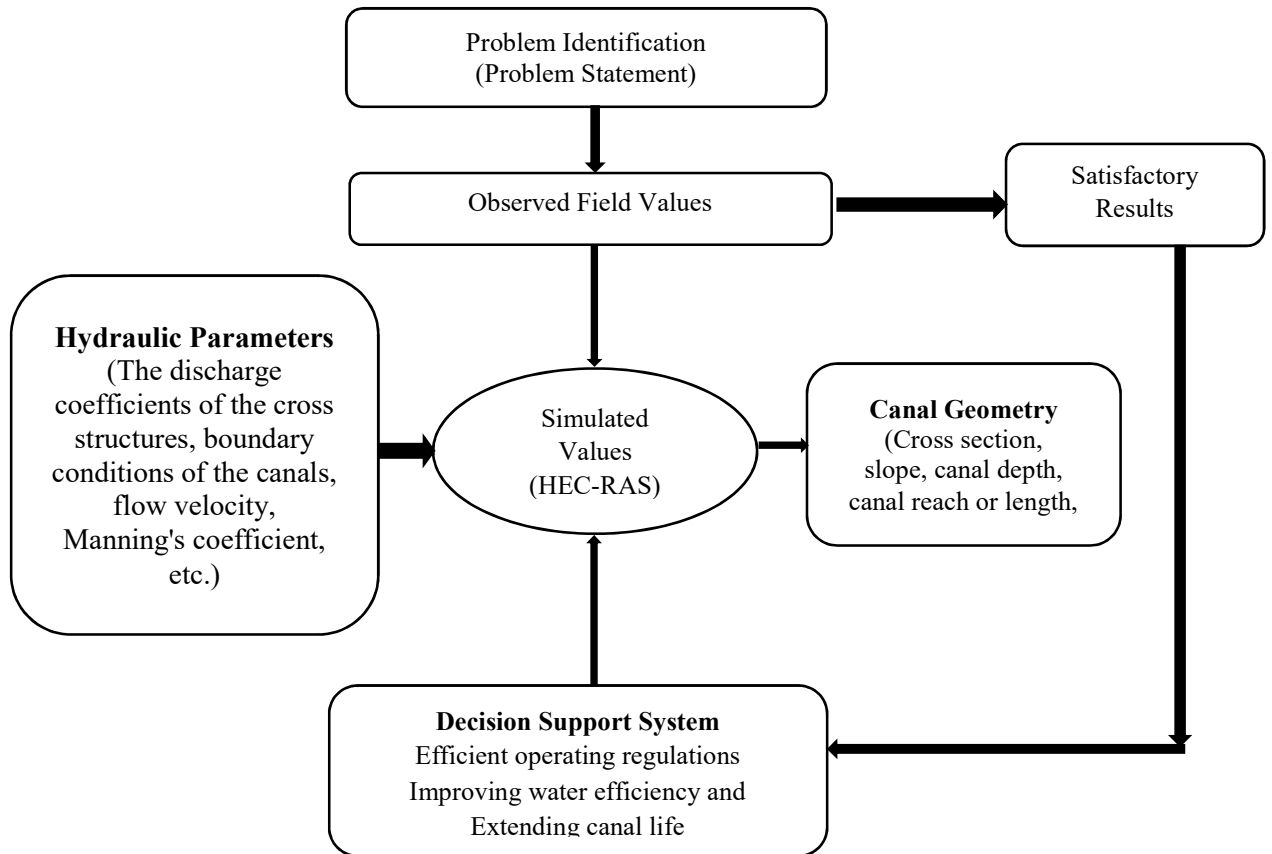 Problem Identification
(Problem Statement)
Observed Field Values
Satisfactory
Results
Hydraulic Parameters
(The discharge
coefficients of the cross
structures, boundary
conditions of the canals,
flow velocity,
Manning's coefficient,
etc.)
Simulated
Values
(HEC-RAS)
Canal Geometry
(Cross section,
slope, canal depth,
canal reach or length,
Decision Support System
Efficient operating regulations
Improving water efficiency and
Extending canal life